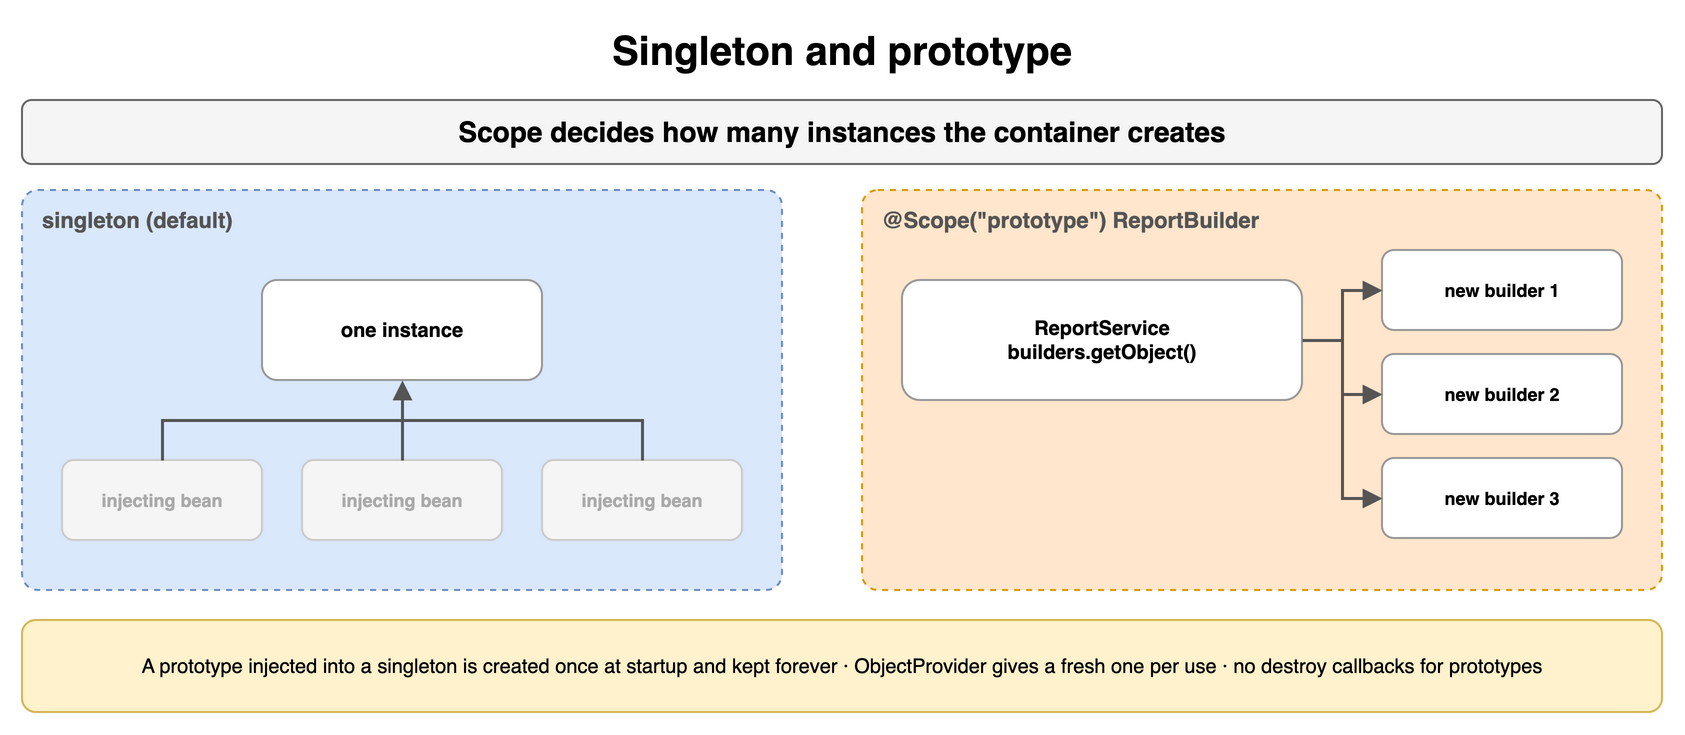 Singleton and prototype
Scope decides how many instances the container creates
singleton (default)
one instance
injecting bean
injecting bean
injecting bean
@Scope("prototype") ReportBuilder
ReportService
builders.getObject()
new builder 1
new builder 2
new builder 3
A prototype injected into a singleton is created once at startup and kept forever · ObjectProvider gives a fresh one per use · no destroy callbacks for prototypes